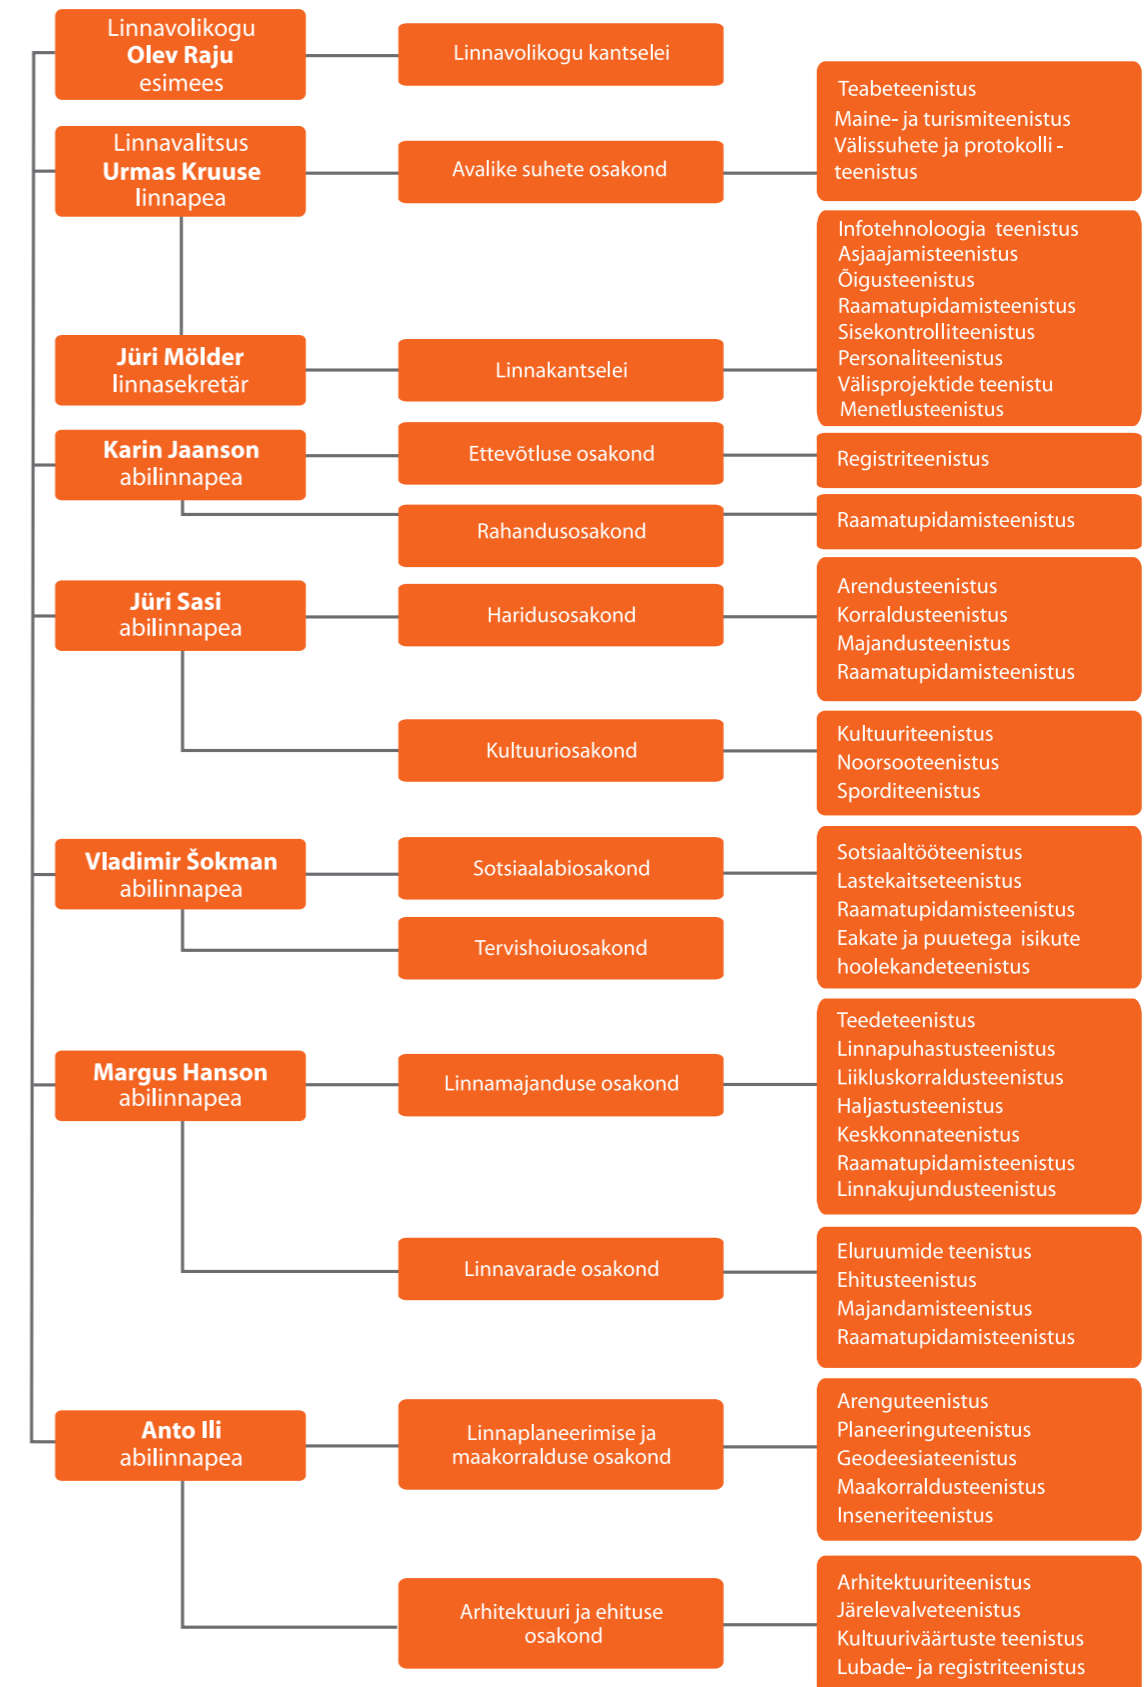 Linnavolikogu
Olev Raju
esimees
Linnavolikogu kantselei
Linnavalitsus
Urmas Kruuse
linnapea
Avalike suhete osakond
Teabeteenistus
Maine- ja turismiteenistus
Välissuhete ja protokolli -
teenistus
Jüri Mölder
linnasekretär
Linnakantselei
Infotehnoloogia teenistus
Asjaajamisteenistus
Õigusteenistus
Raamatupidamisteenistus
Sisekontrolliteenistus
Personaliteenistus
Välisprojektide teenistu
Menetlusteenistus
Karin Jaanson
abilinnapea
Ettevõtluse osakond
Registriteenistus
Rahandusosakond
Raamatupidamisteenistus
Jüri Sasi
abilinnapea
Haridusosakond
Arendusteenistus
Korraldusteenistus
Majandusteenistus
Raamatupidamisteenistus
Kultuuriosakond
Kultuuriteenistus
Noorsooteenistus
Sporditeenistus
Vladimir Šokman
abilinnapea
Sotsiaalabiosakond
Sotsiaaltööteenistus
Lastekaitseteenistus
Raamatupidamisteenistus
Eakate ja puuetega isikute
hoolekandeteenistus
Tervishoiuosakond
Margus Hanson
abilinnapea
Linnamajanduse osakond
Teedeteenistus
Linnapuhastusteenistus
Liikluskorraldusteenistus
Haljastusteenistus
Keskkonnateenistus
Raamatupidamisteenistus
Linnakujundusteenistus
Linnavarade osakond
Eluruumide teenistus
Ehitusteenistus
Majandamisteenistus
Raamatupidamisteenistus
Anto Ili
abilinnapea
Linnaplaneerimise ja
maakorralduse osakond
Arenguteenistus
Planeeringuteenistus
Geodeesiateenistus
Maakorraldusteenistus
Inseneriteenistus
Arhitektuuri ja ehituse
osakond
Arhitektuuriteenistus
Järelevalveteenistus
Kultuuriväärtuste teenistus
Lubade- ja registriteenistus